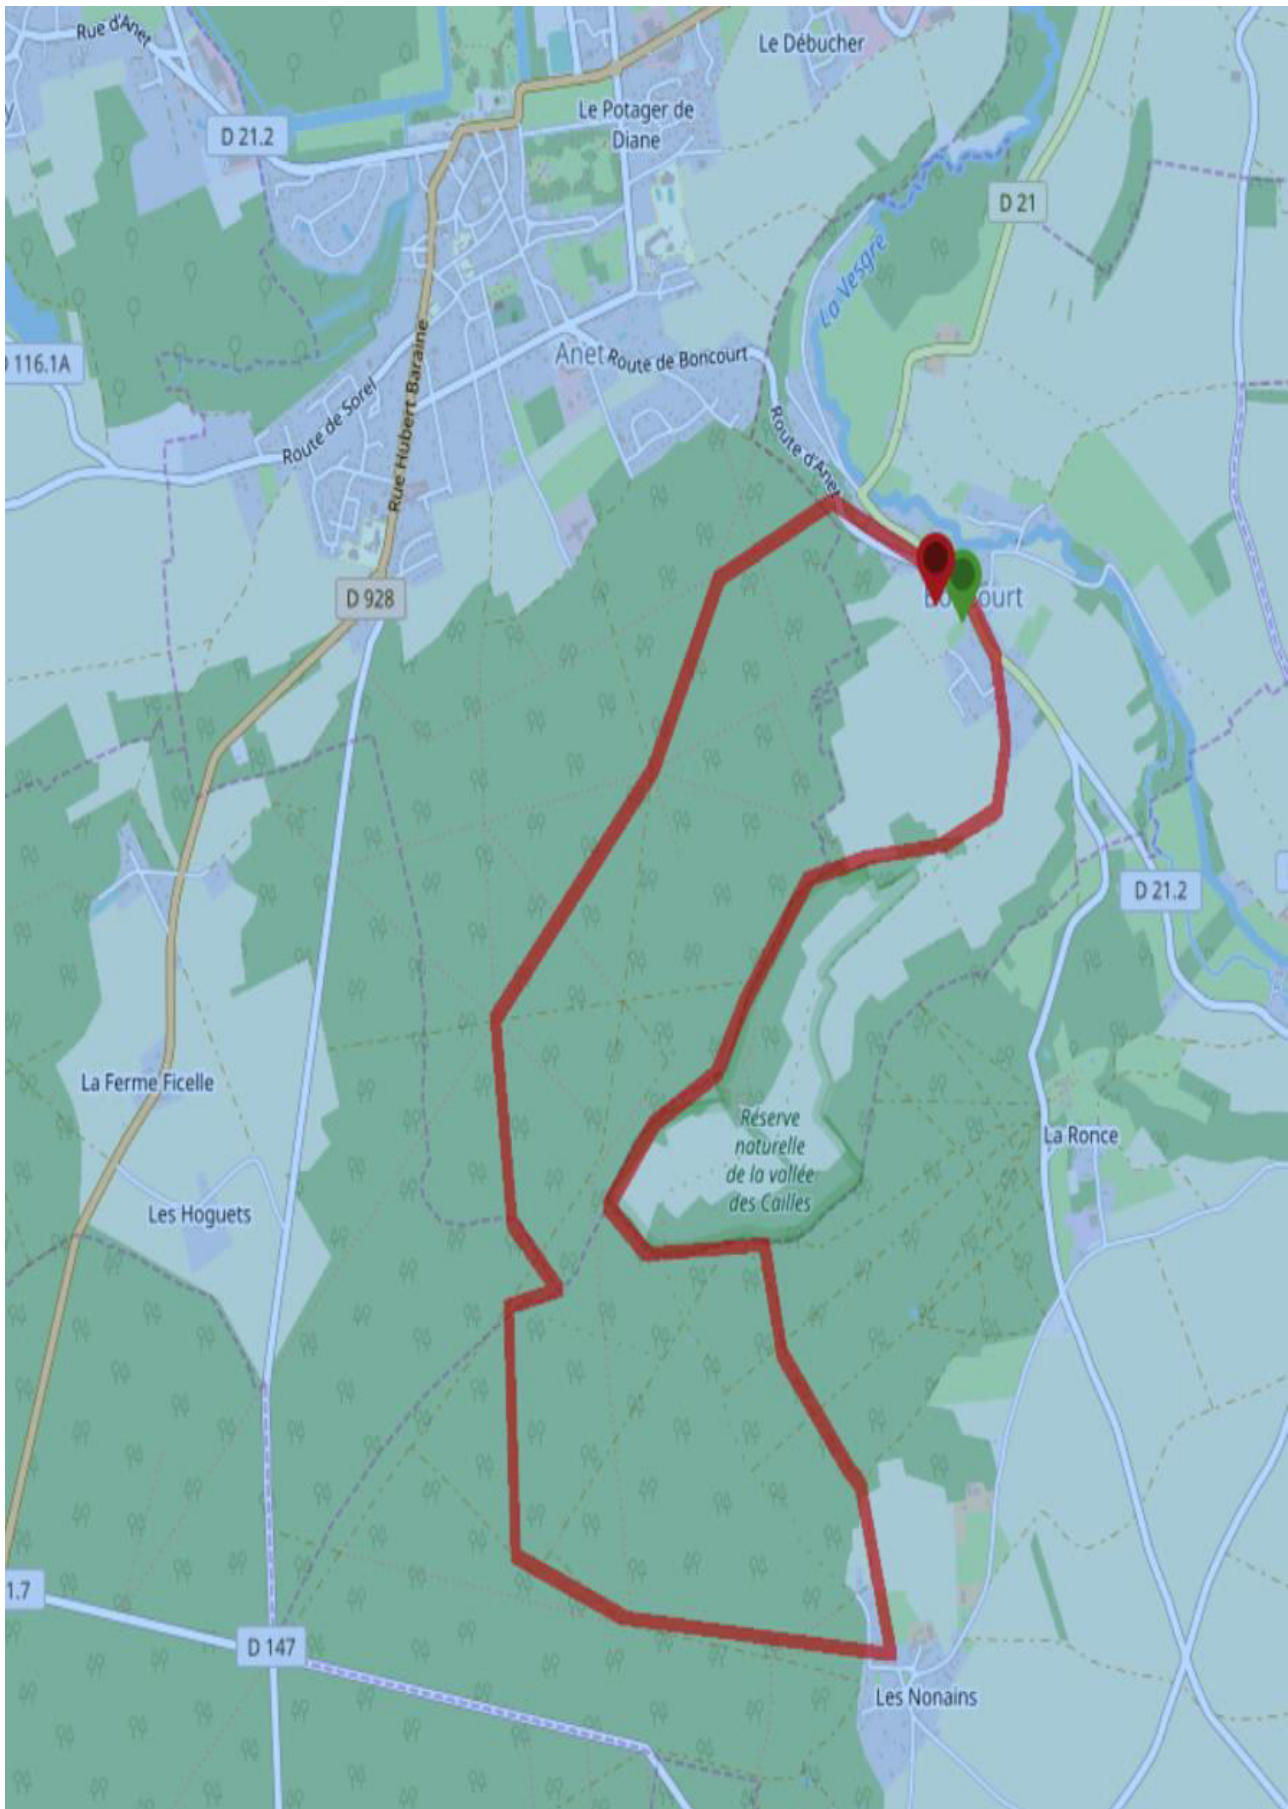 Rue d'Anet
Le Débucher
Le Potager de
Diane
D 21.2
D 21
La Vesgre
116.1A
Anet
Route de Boncourt
Rue Hubert Baraine
Route de Sorel
Route d'Anet
D 928
D 21.2
La Ferme Ficelle
Réserve
naturelle
de la vallée
des Cailles
La Ronce
Les Hoguets
1.7
D 147
Les Nonains